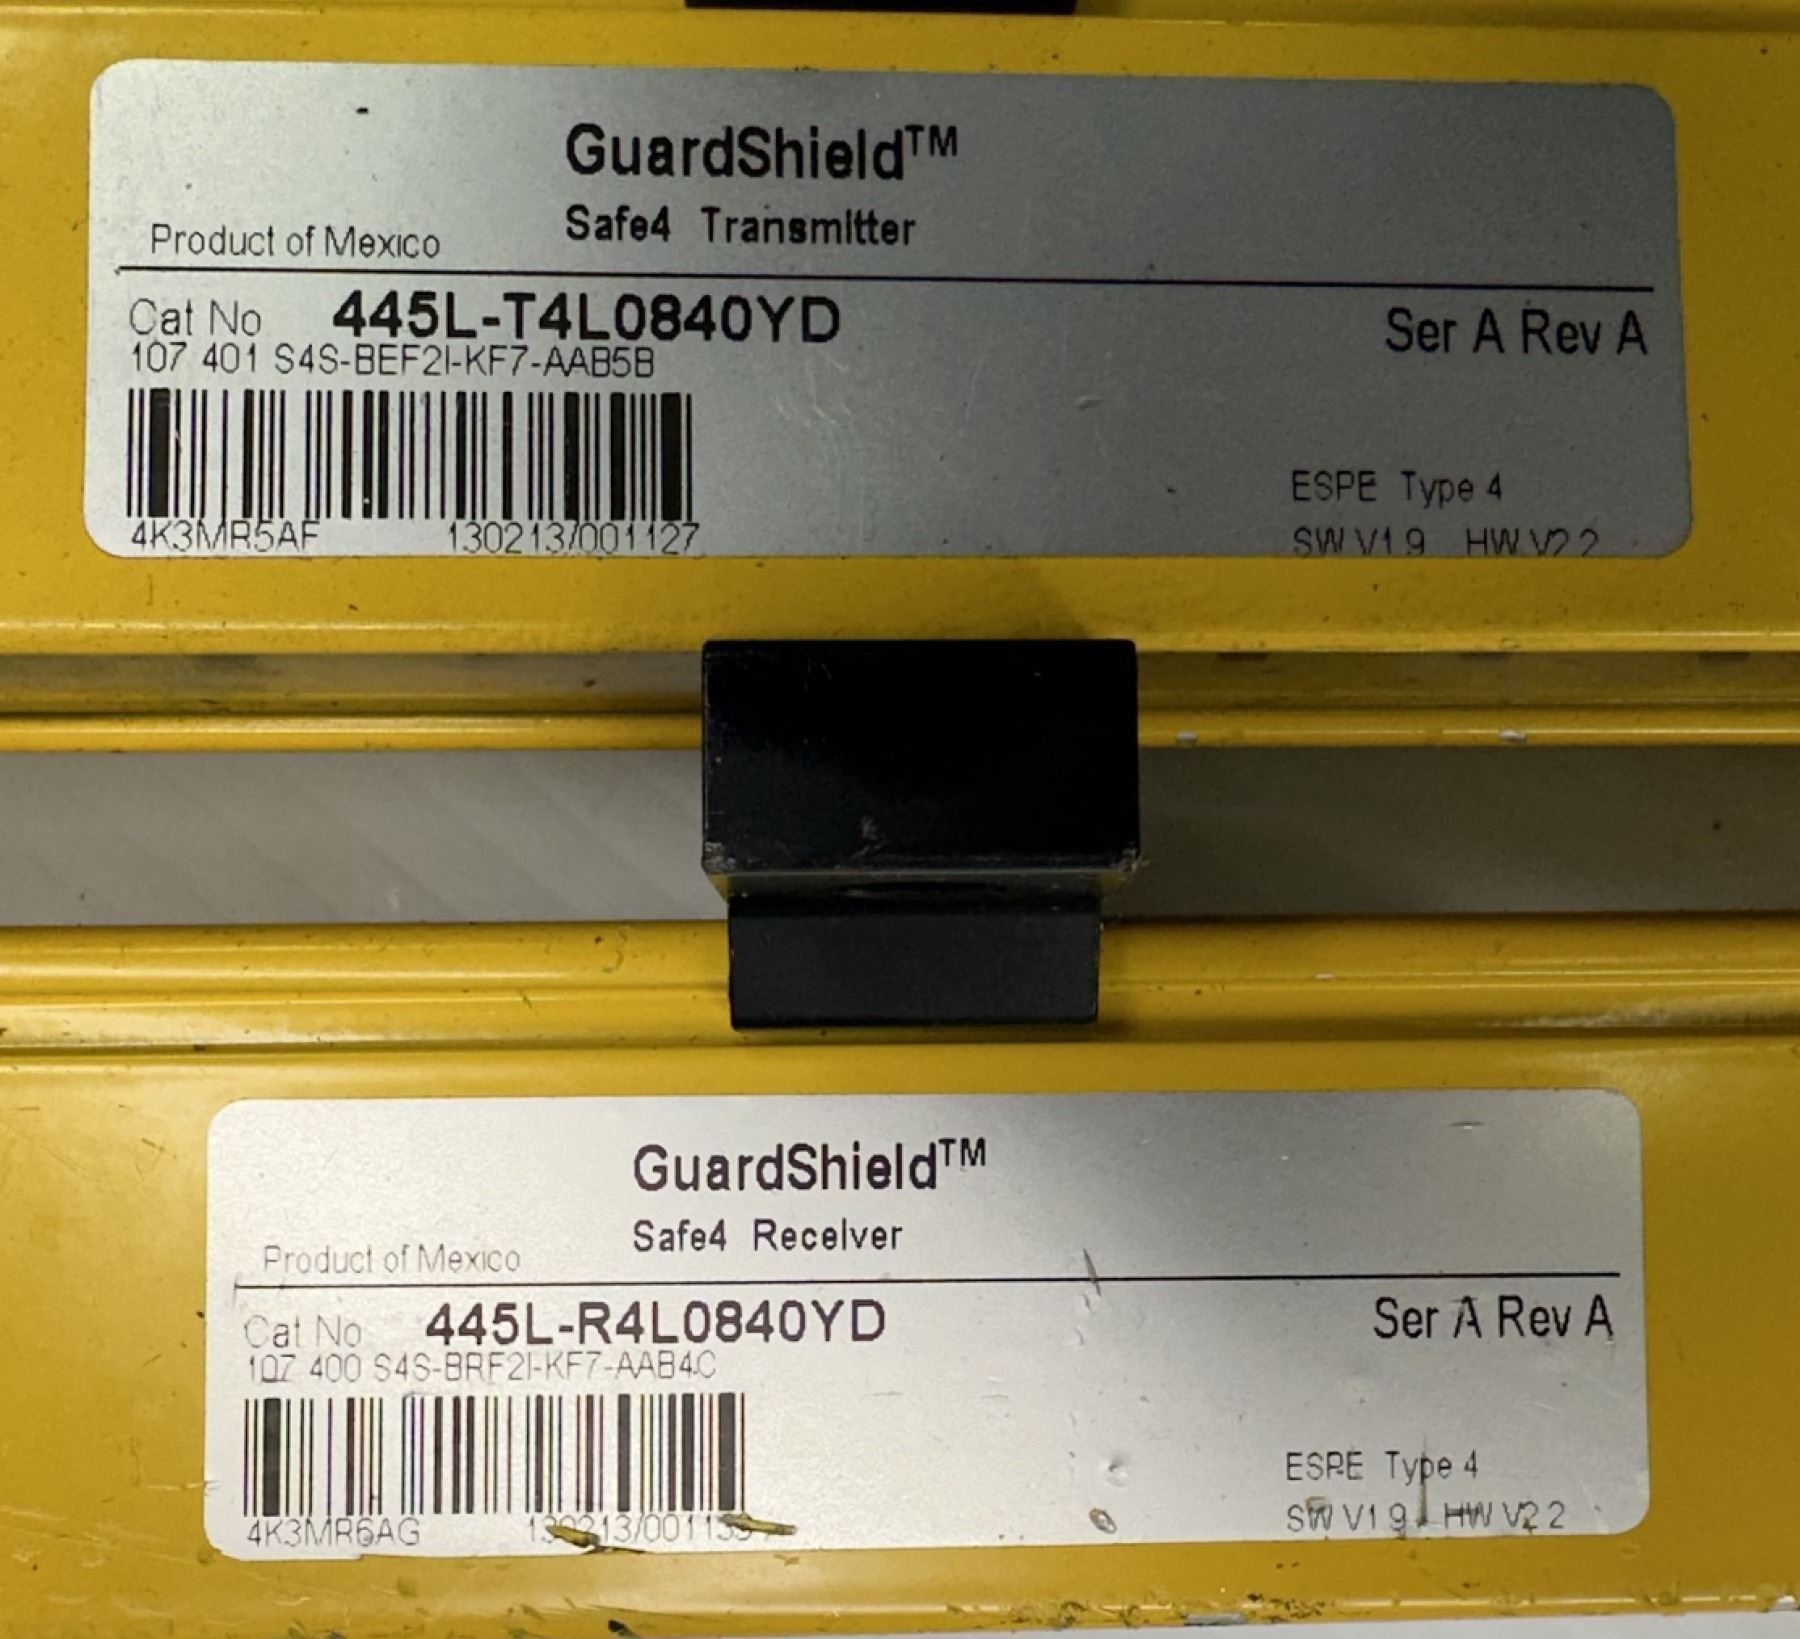 GuardShield™
Safe4 Transmitter
Product of Mexico
Cat No 445L-T4L0840YD
Ser A Rev A
107 401 S4S-BEF2I-KF7-AAB5B
ESPE Type 4
4K3MR5AF 130213/001127
SW V1.9 HW V2.2
GuardShield™
Safe4 Receiver
Product of Mexico
Cat No 445L-R4L0840YD
Ser A Rev A
107 400 S4S-BRF2I-KF7-AAB4C
ESPE Type 4
4K3MR6AG
SW V1.9 HW V2.2